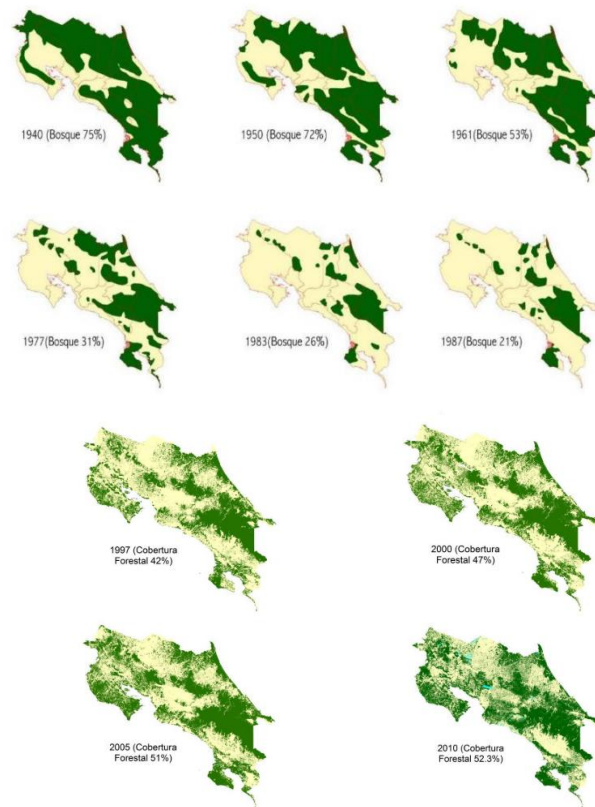 1940 (Bosque 75%)
1950 (Bosque 72%)
1961(Bosque 53%)
1977(Bosque 31%)
1983(Bosque 26%)
1987(Bosque 21%)
1997 (Cobertura
Forestal 42%)
2000 (Cobertura
Forestal 47%)
2005 (Cobertura
Forestal 51%)
2010 (Cobertura
Forestal 52.3%)